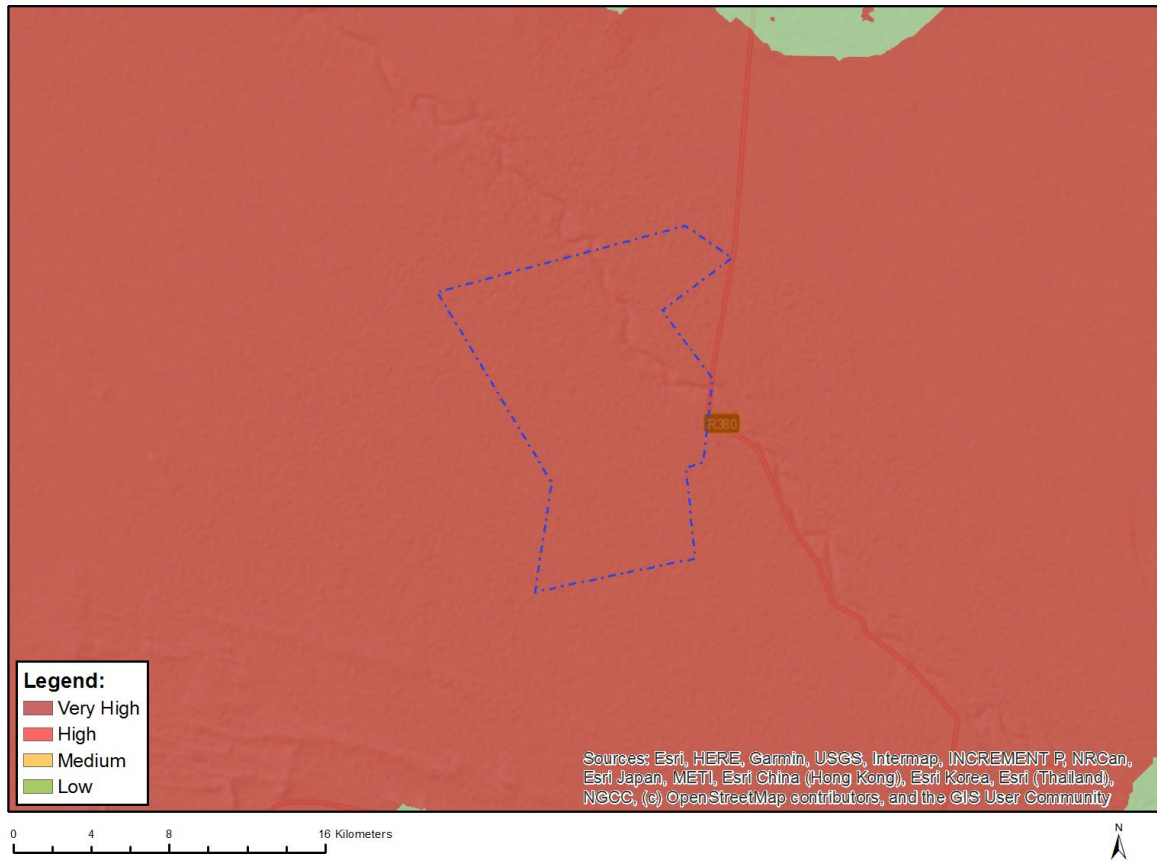 R380
Legend:
Very High
High
Medium
Low
Sources: Esri, HERE, Garmin, USGS, Intermap, INCREMENT P, NRCan,
Esri Japan, METI, Esri China (Hong Kong), Esri Korea, Esri (Thailand),
NGCC, (c) OpenStreetMap contributors, and the GIS User Community
0 4 8 16 Kilometers
N